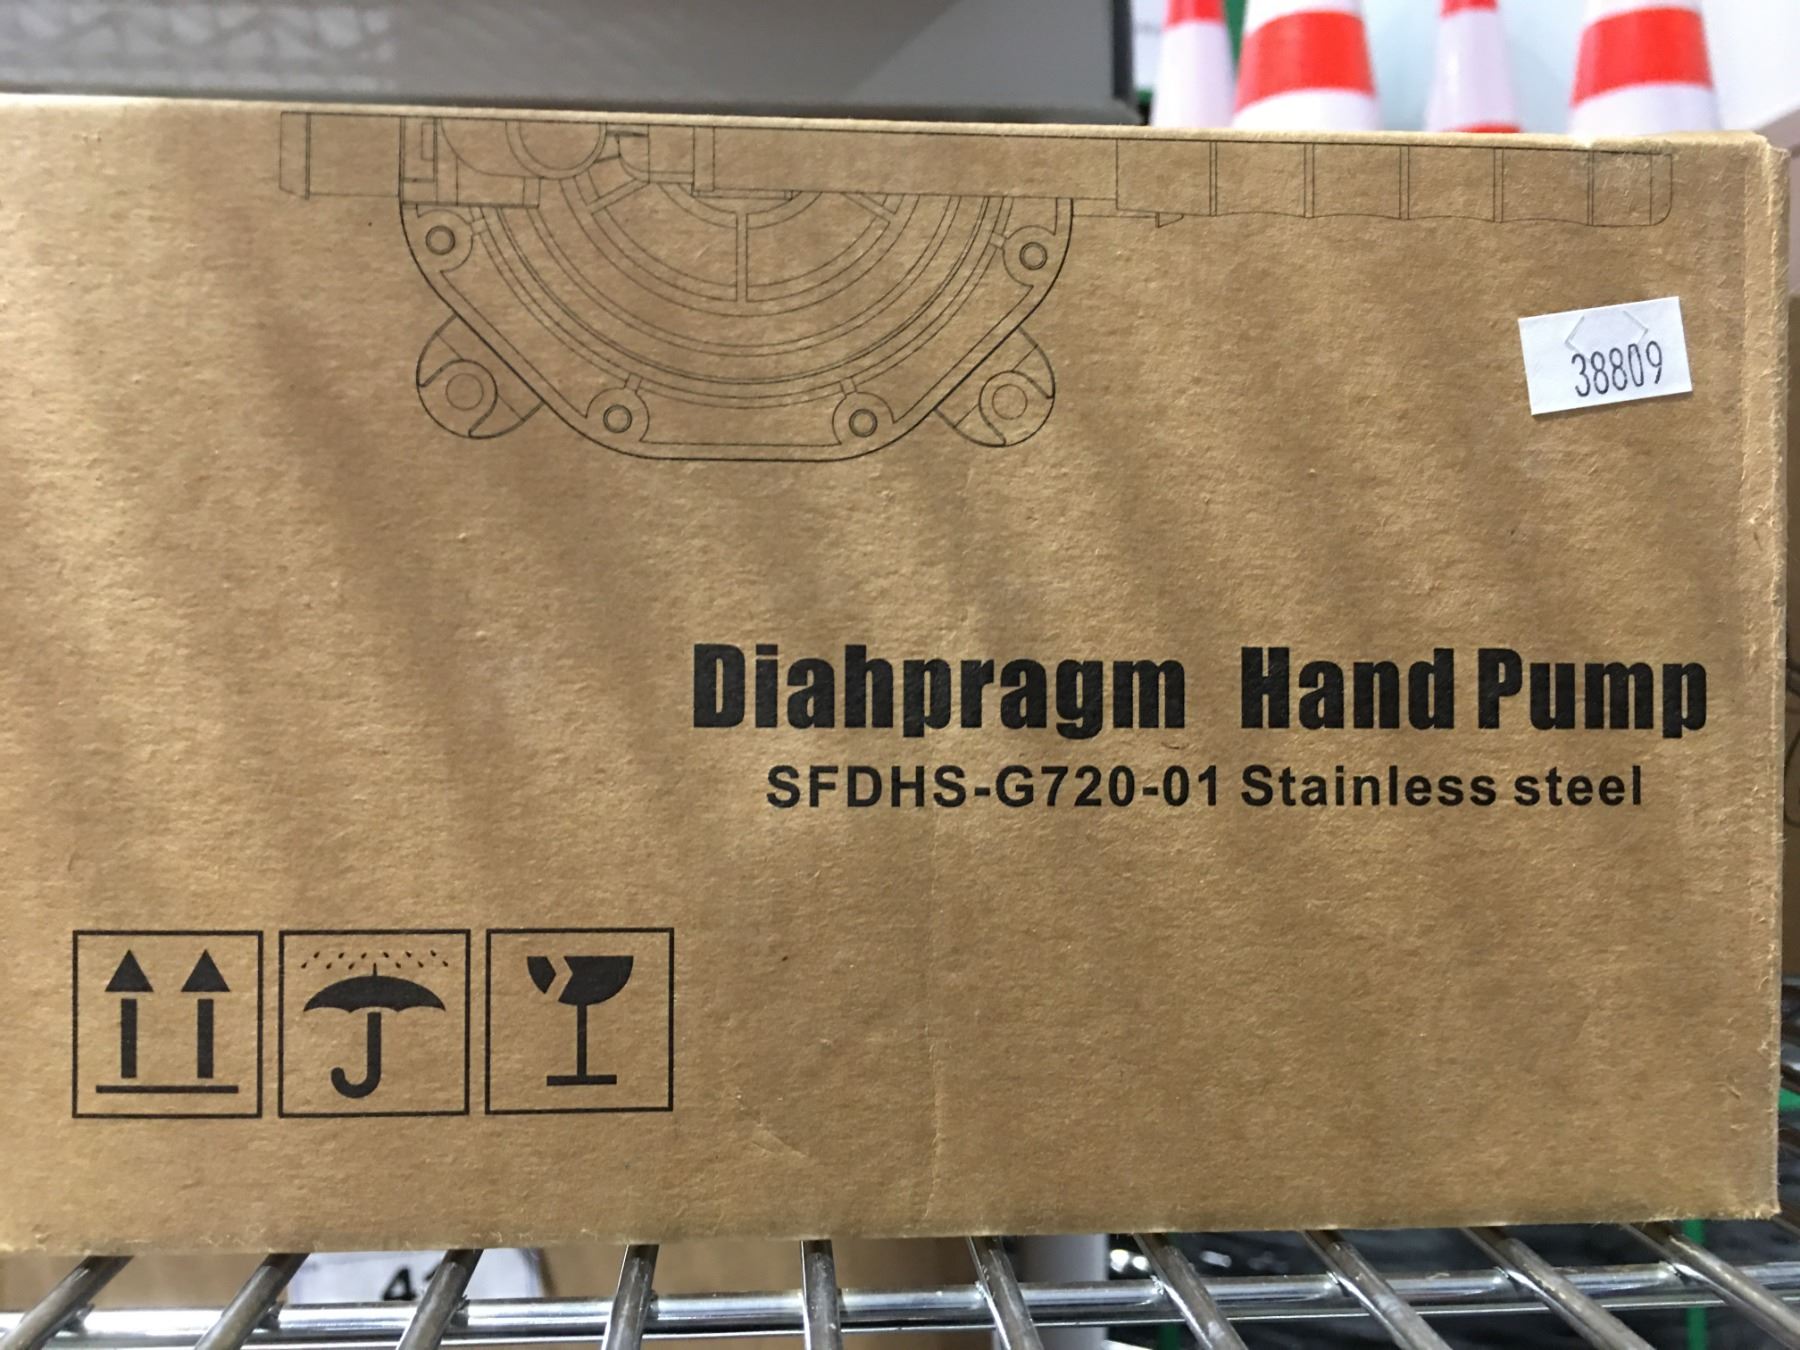 38809
Diahpragm Hand Pump
SFDHS-G720-01 Stainless steel